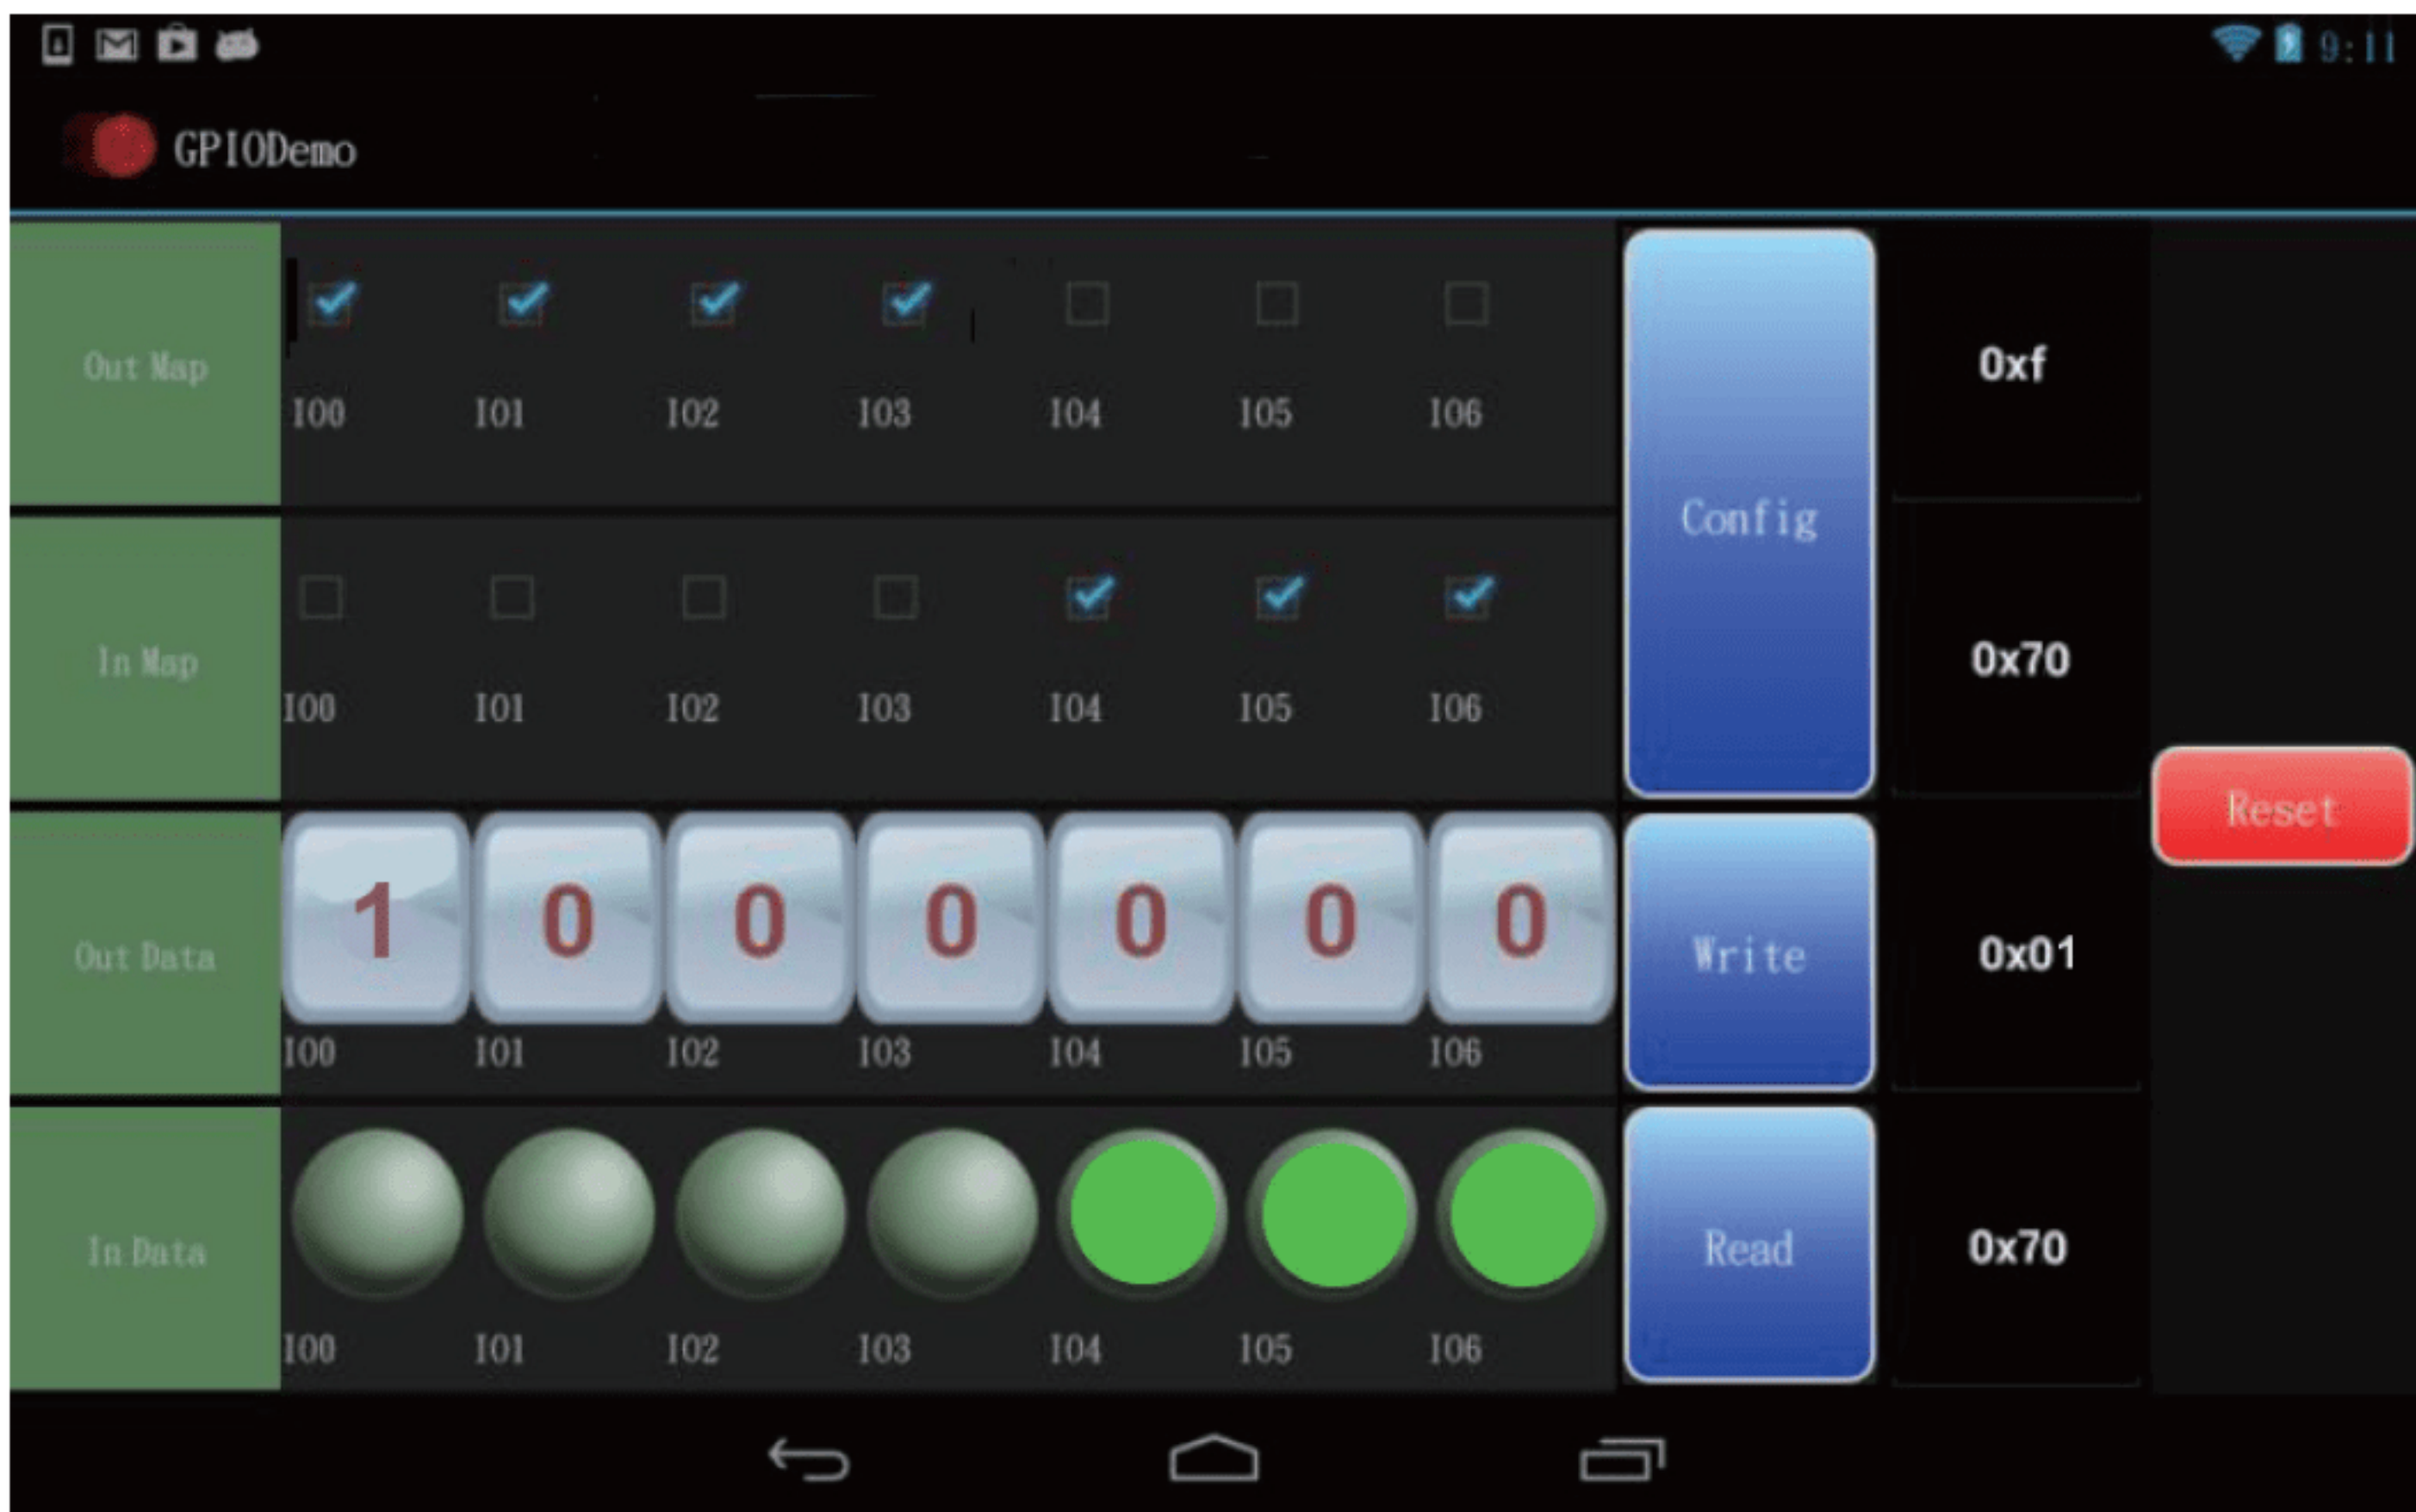 9:11
GPIODemo
Out Map
IO0 IO1 IO2 IO3 IO4 IO5 IO6
Config
0xf
In Map
IO0 IO1 IO2 IO3 IO4 IO5 IO6
0x70
Reset
Out Data
1 0 0 0 0 0 0
IO0 IO1 IO2 IO3 IO4 IO5 IO6
Write
0x01
In Data
IO0 IO1 IO2 IO3 IO4 IO5 IO6
Read
0x70